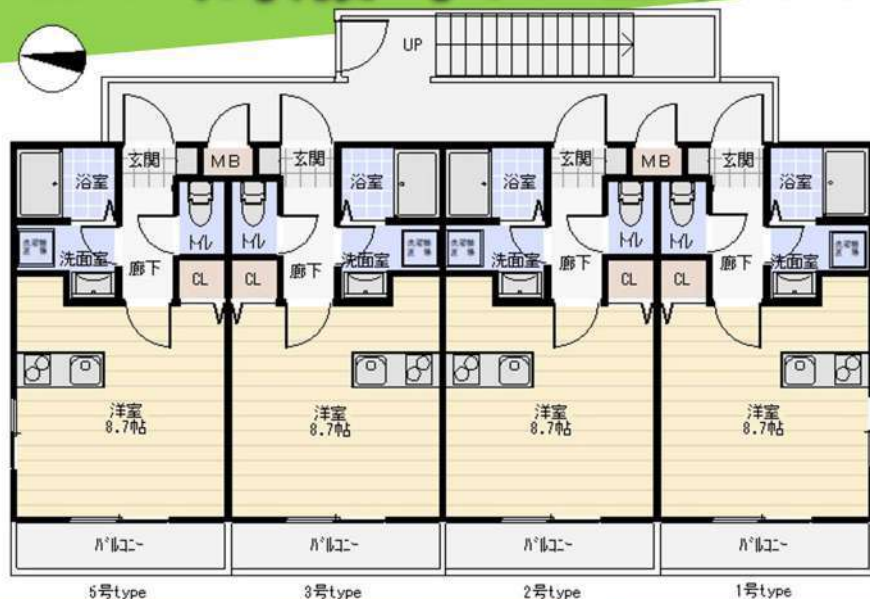 UP
玄関
MB
玄関
玄関
MB
玄関
浴室
浴室
浴室
浴室
トイレ
トイレ
トイレ
トイレ
洗面室
廊下
廊下
洗面室
洗面室
廊下
廊下
洗面室
CL
CL
CL
CL
洋室
8.7帖
洋室
8.7帖
洋室
8.7帖
洋室
8.7帖
バルコニー
バルコニー
バルコニー
バルコニー
5号type
3号type
2号type
1号type